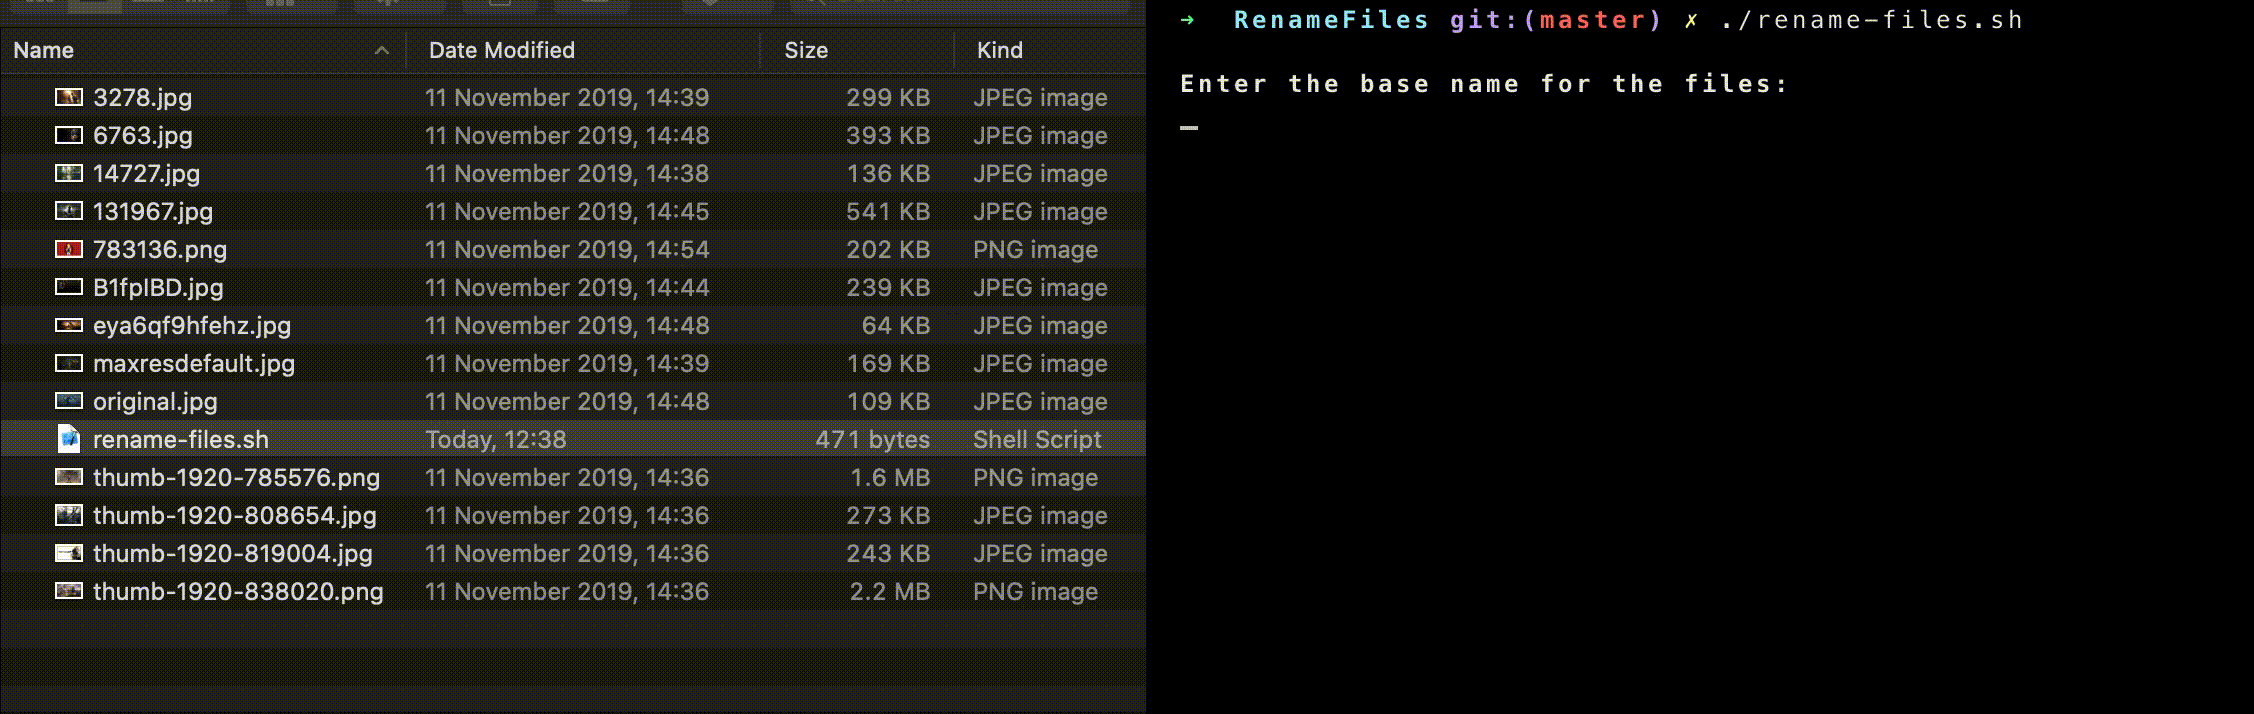 Name Date Modified Size Kind
3278.jpg 11 November 2019, 14:39 299 KB JPEG image
6763.jpg 11 November 2019, 14:48 393 KB JPEG image
14727.jpg 11 November 2019, 14:38 136 KB JPEG image
131967.jpg 11 November 2019, 14:45 541 KB JPEG image
783136.png 11 November 2019, 14:54 202 KB PNG image
B1fpIBD.jpg 11 November 2019, 14:44 239 KB JPEG image
eya6qf9hfehz.jpg 11 November 2019, 14:48 64 KB JPEG image
maxresdefault.jpg 11 November 2019, 14:39 169 KB JPEG image
original.jpg 11 November 2019, 14:48 109 KB JPEG image
rename-files.sh Today, 12:38 471 bytes Shell Script
thumb-1920-785576.png 11 November 2019, 14:36 1.6 MB PNG image
thumb-1920-808654.jpg 11 November 2019, 14:36 273 KB JPEG image
thumb-1920-819004.jpg 11 November 2019, 14:36 243 KB JPEG image
thumb-1920-838020.png 11 November 2019, 14:36 2.2 MB PNG image
➜ RenameFiles git:(master) ✗ ./rename-files.sh
Enter the base name for the files: